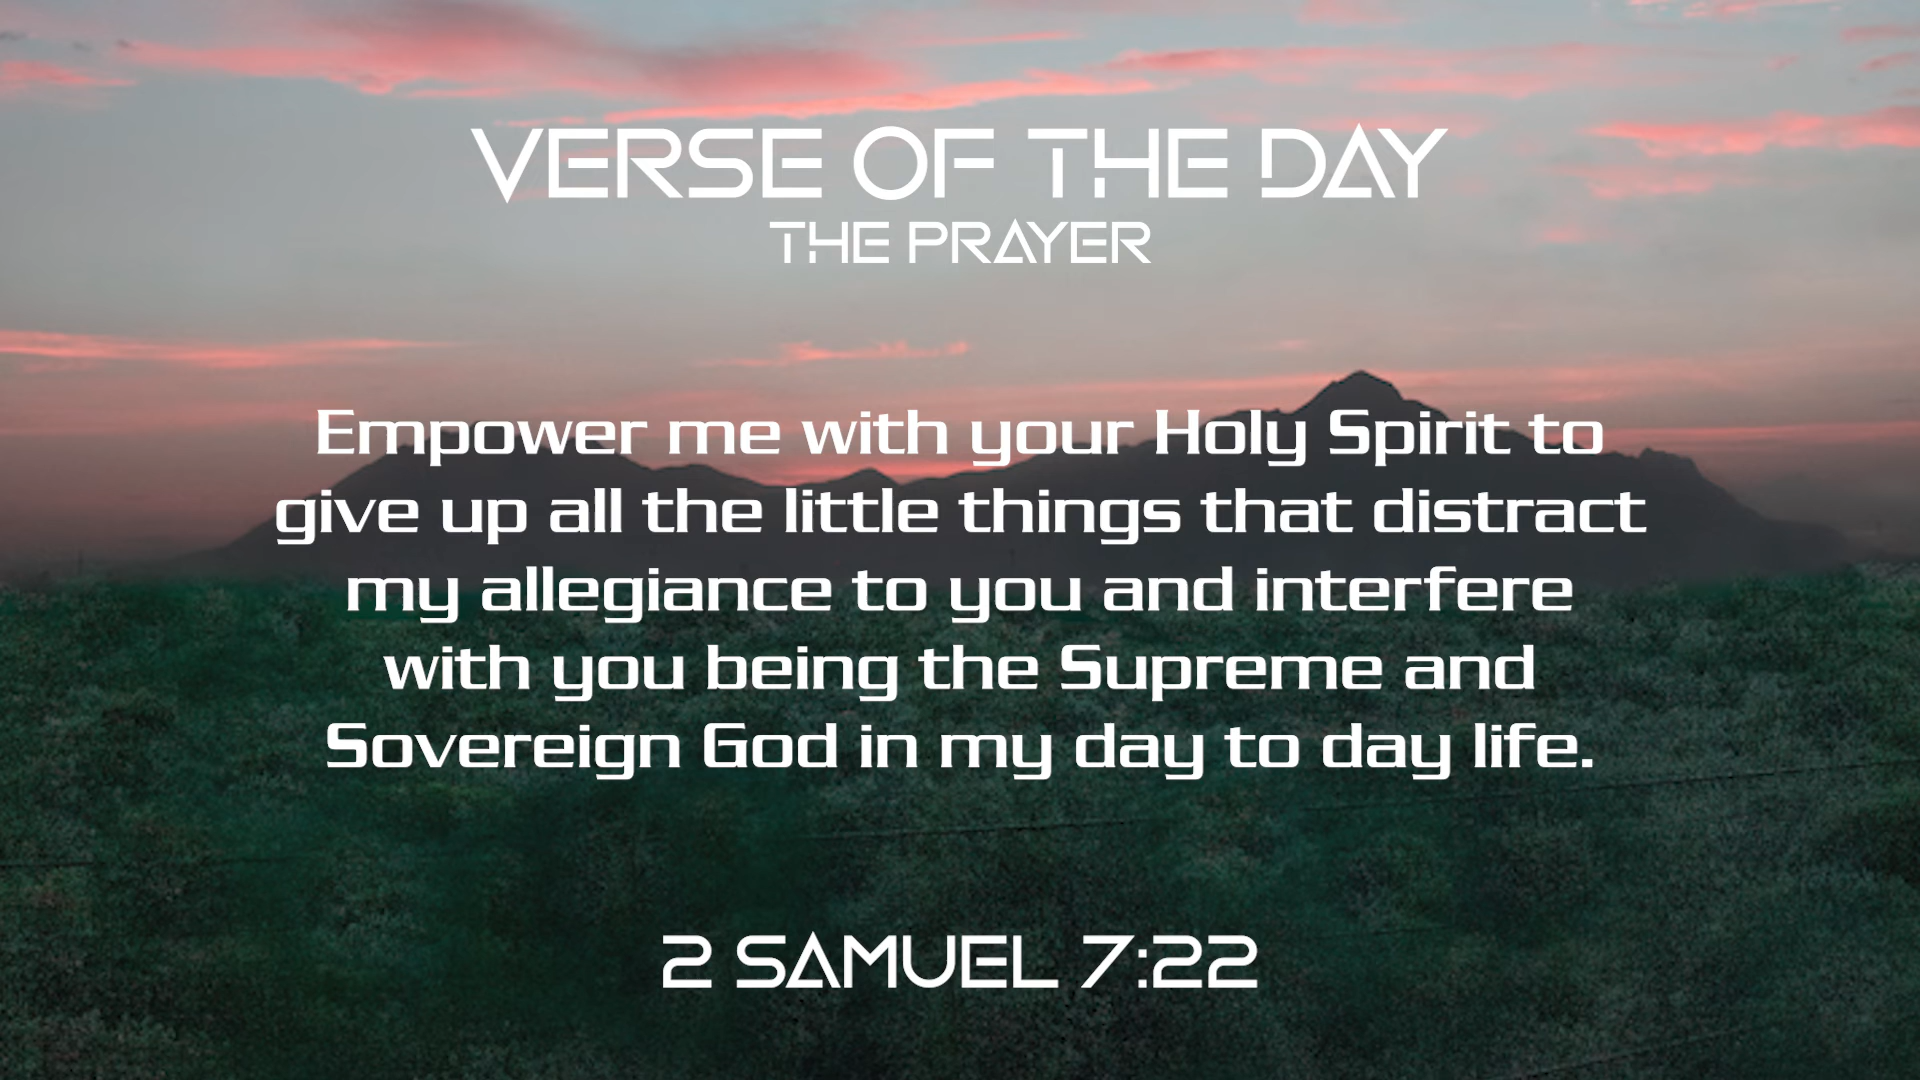 VERSE OF THE DAY
THE PRAYER
Empower me with your Holy Spirit to
give up all the little things that distract
my allegiance to you and interfere
with you being the Supreme and
Sovereign God in my day to day life.
2 SAMUEL 7:22